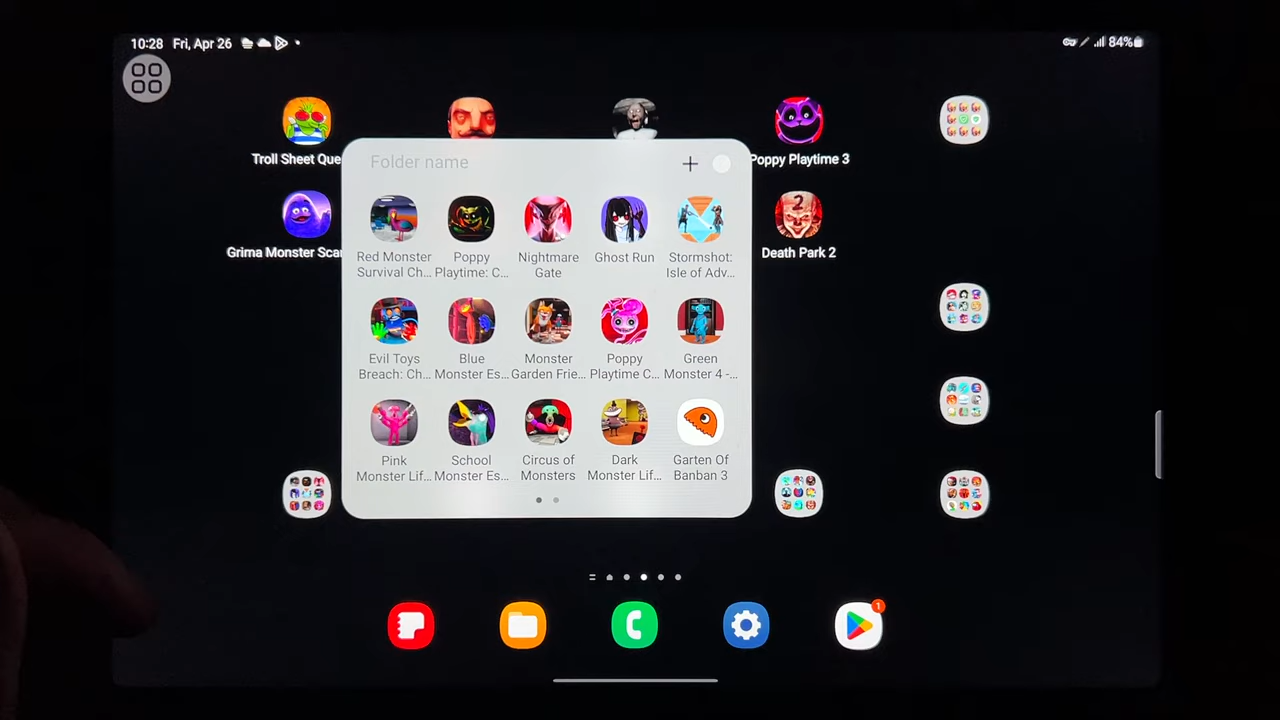 10:28 Fri, Apr 26
84%
Troll Sheet Que
Poppy Playtime 3
Grima Monster Sca
Death Park 2
2
Folder name
Red Monster
Survival Ch...
Poppy
Playtime: C...
Nightmare
Gate
Ghost Run
Stormshot:
Isle of Adv...
Evil Toys
Breach: Ch...
Blue
Monster Es...
Monster
Garden Frie...
Poppy
Playtime C...
Green
Monster 4 -...
Pink
Monster Lif...
School
Monster Es...
Circus of
Monsters
Dark
Monster Lif...
Garten Of
Banban 3
1